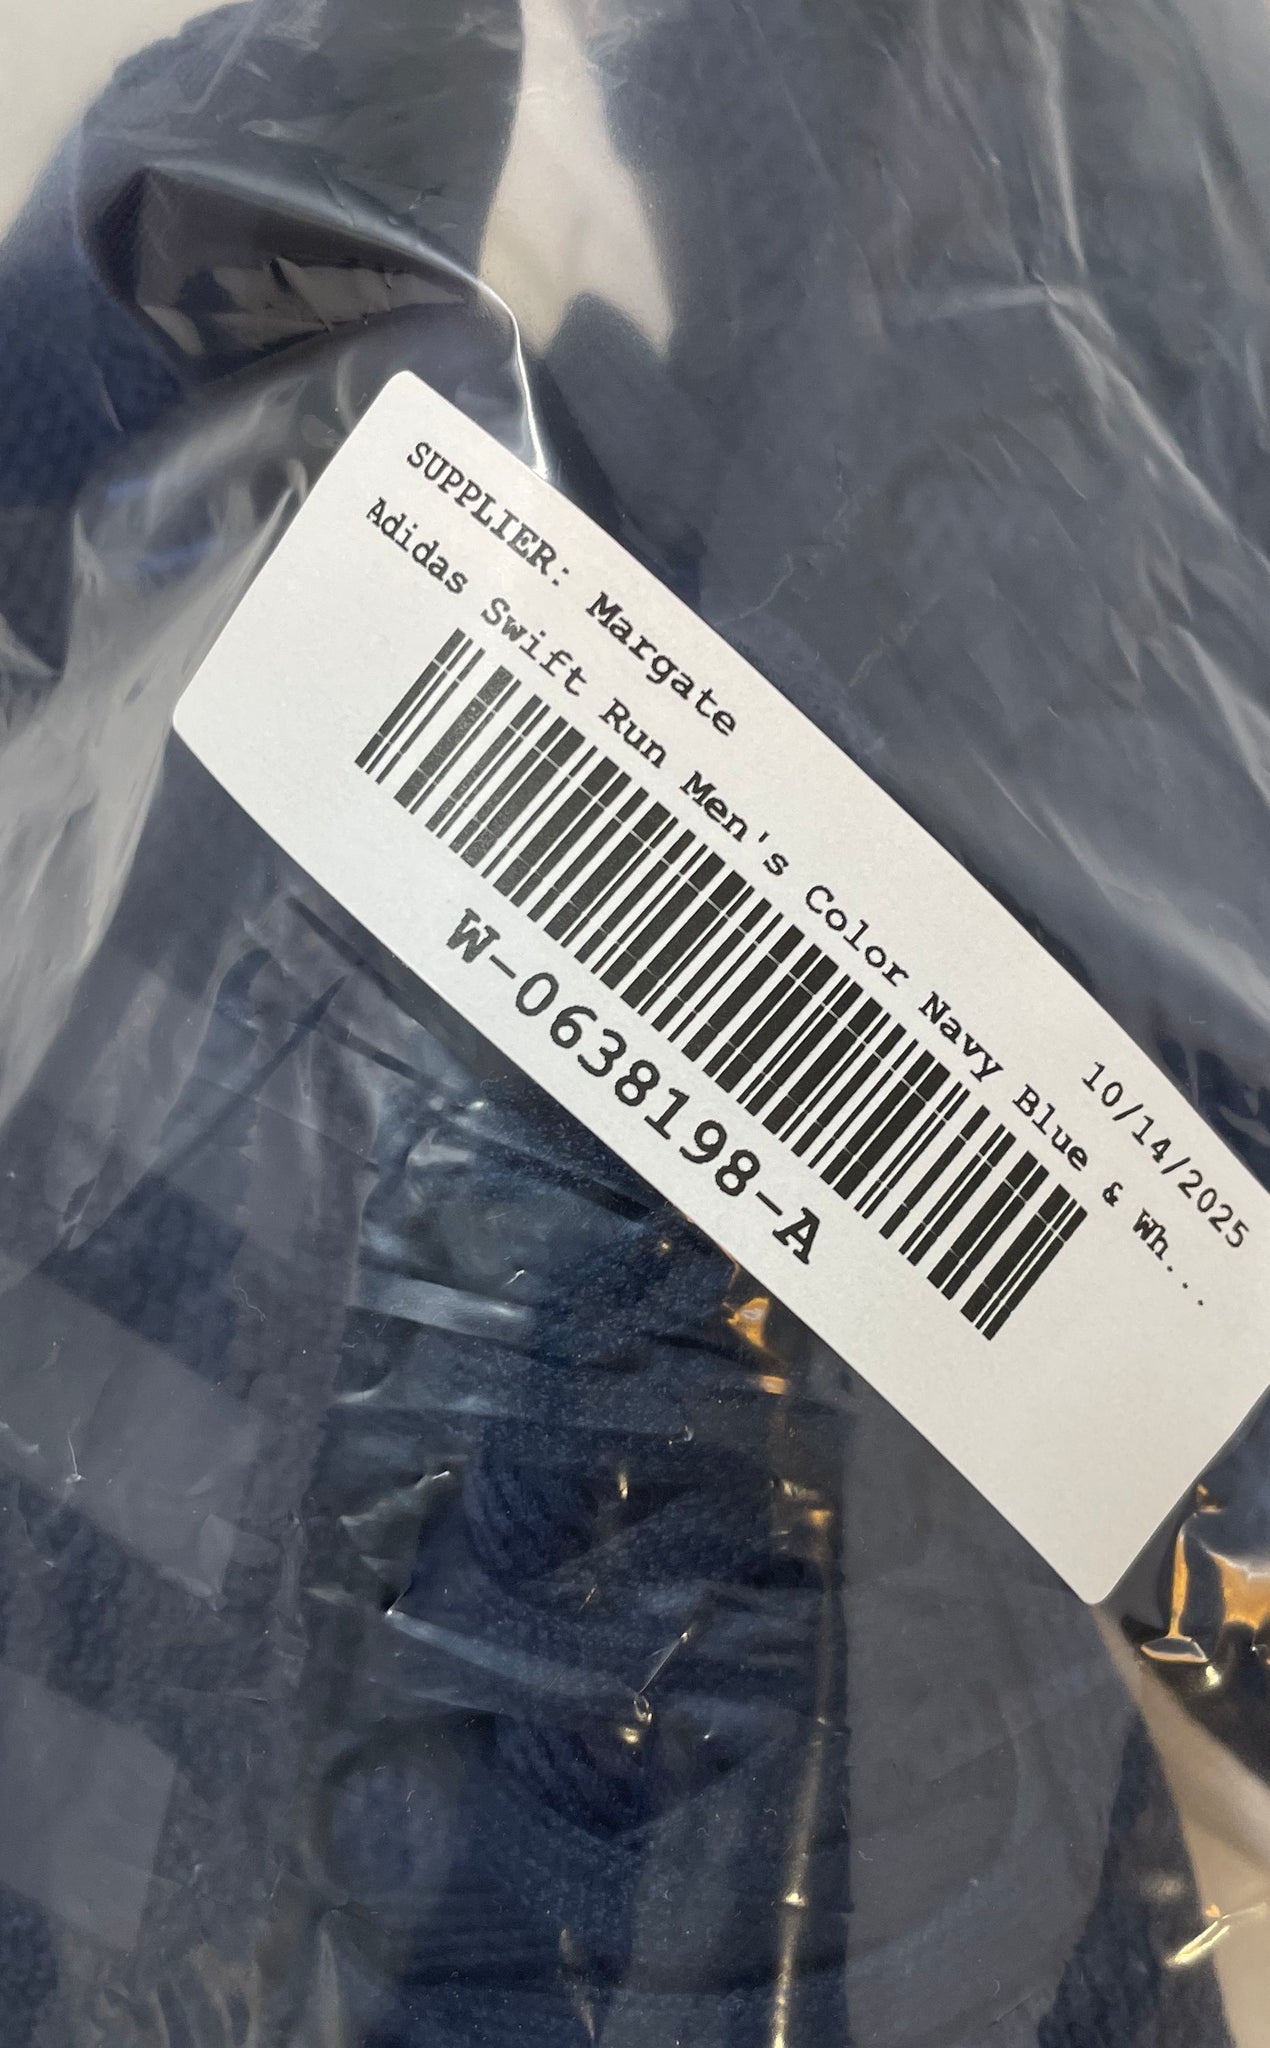 SUPPLIER: Margate
10/14/2025
Adidas Swift Run Men's Color Navy Blue & Wh...
W-0638198-A